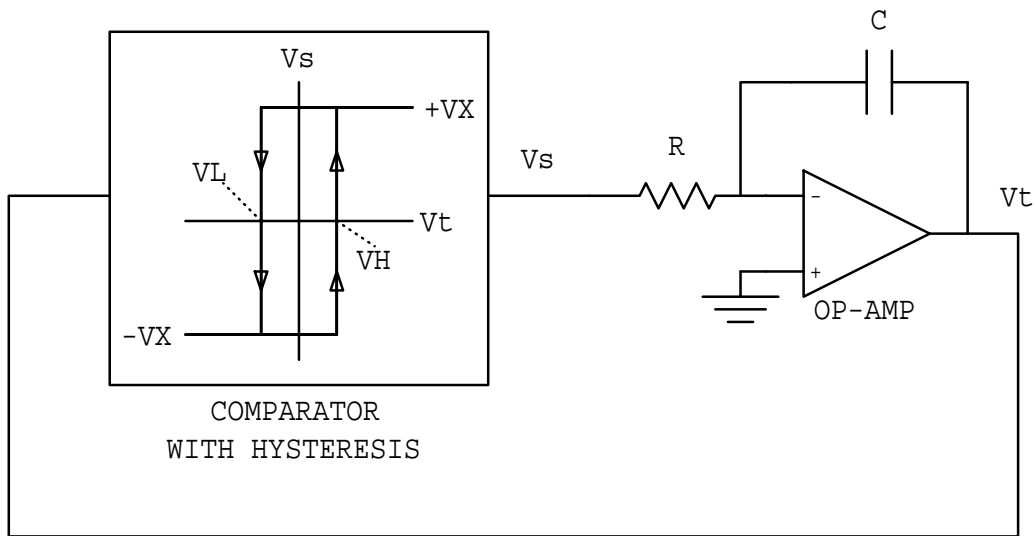 C
Vs
+VX
R
Vs
VL
Vt
-
Vt
VH
+
OP-AMP
-VX
COMPARATOR
WITH HYSTERESIS